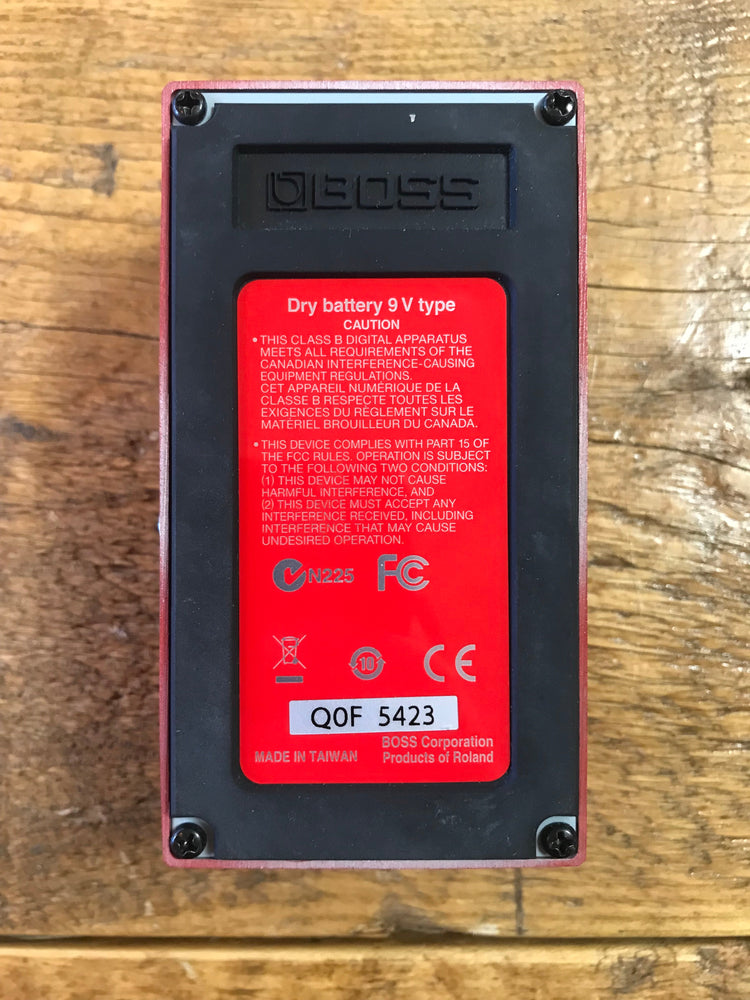 BOSS
Dry battery 9 V type
CAUTION
• THIS CLASS B DIGITAL APPARATUS
MEETS ALL REQUIREMENTS OF THE
CANADIAN INTERFERENCE-CAUSING
EQUIPMENT REGULATIONS.
CET APPAREIL NUMÉRIQUE DE LA
CLASSE B RESPECTE TOUTES LES
EXIGENCES DU RÈGLEMENT SUR LE
MATÉRIEL BROUILLEUR DU CANADA.
• THIS DEVICE COMPLIES WITH PART 15 OF
THE FCC RULES. OPERATION IS SUBJECT
TO THE FOLLOWING TWO CONDITIONS:
(1) THIS DEVICE MAY NOT CAUSE
HARMFUL INTERFERENCE, AND
(2) THIS DEVICE MUST ACCEPT ANY
INTERFERENCE RECEIVED, INCLUDING
INTERFERENCE THAT MAY CAUSE
UNDESIRED OPERATION.
N225 FC
10 CE
Q0F 5423
MADE IN TAIWAN
BOSS Corporation
Products of Roland